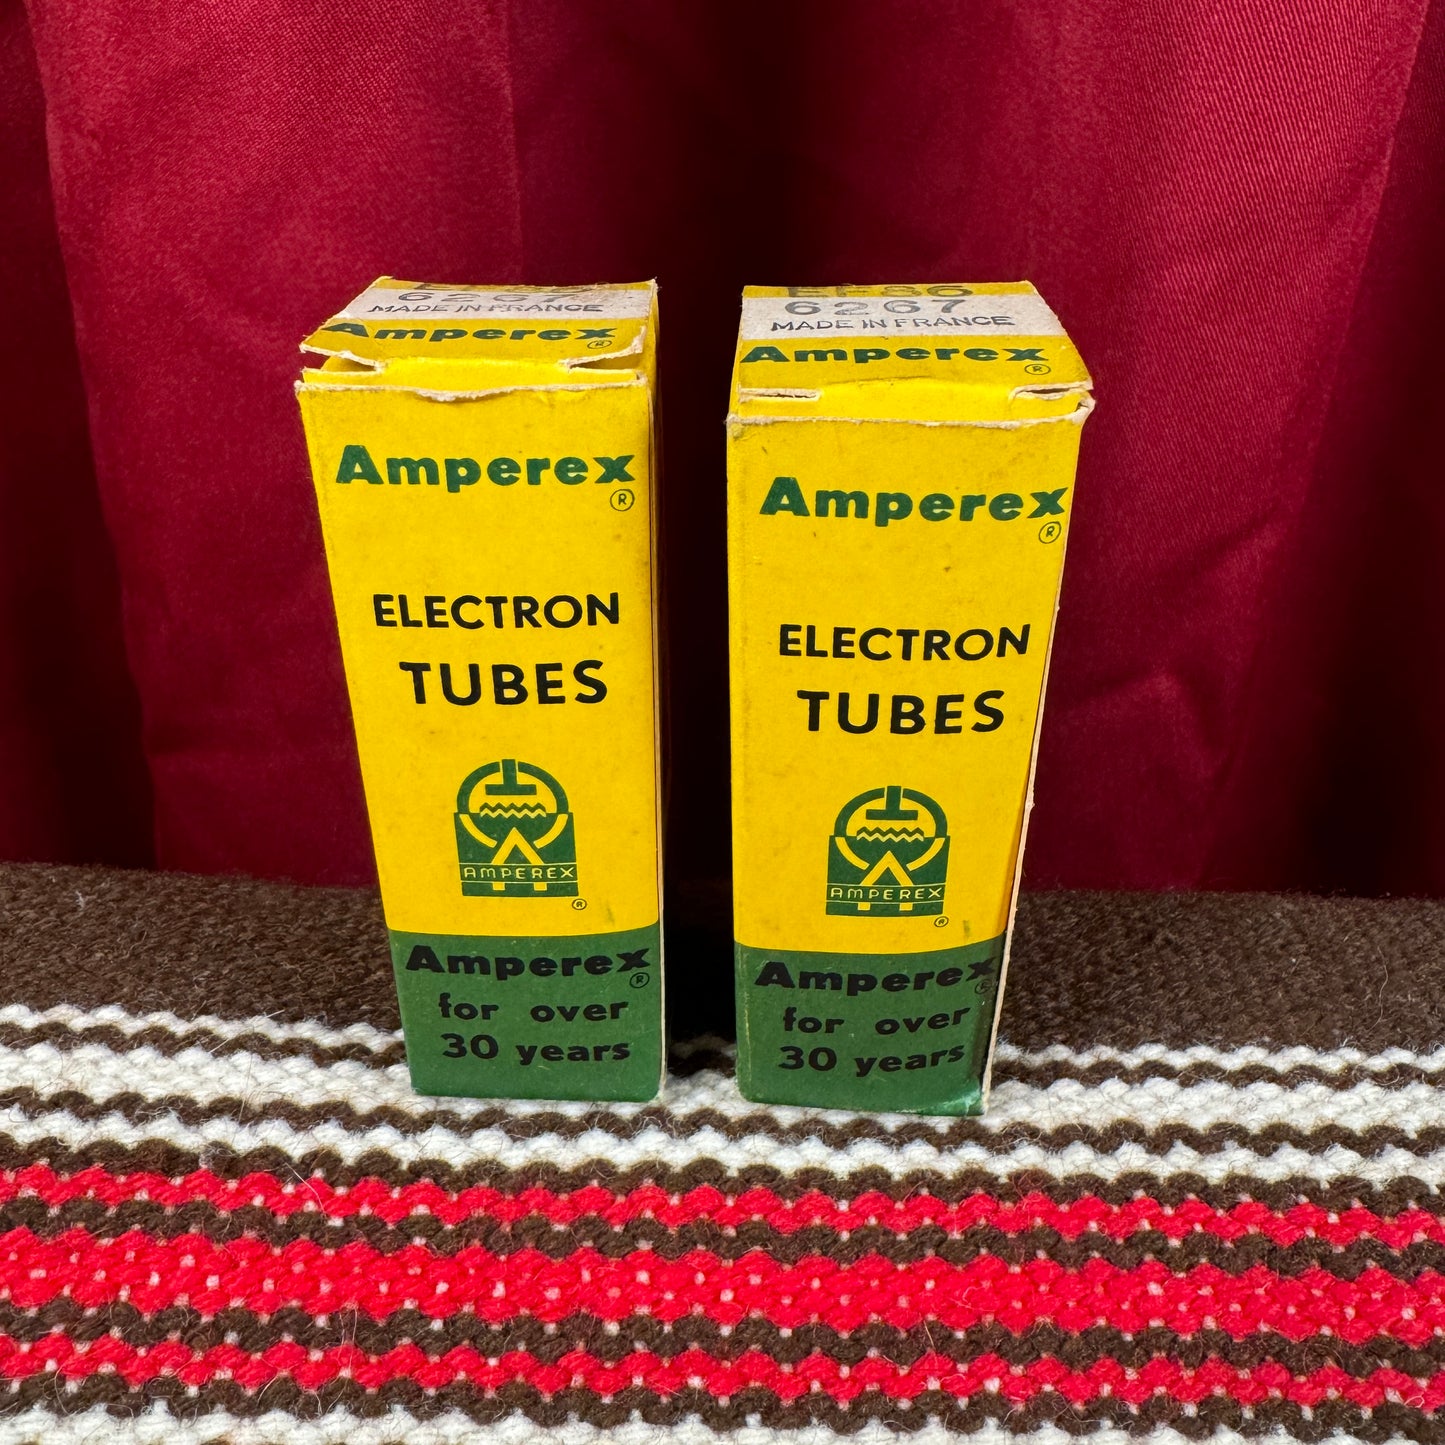 6267
MADE IN FRANCE
Amperex
®
Amperex
®
ELECTRON
TUBES
AMPEREX
®
Amperex
®
for over
30 years
EF86
6267
MADE IN FRANCE
Amperex
®
Amperex
®
ELECTRON
TUBES
AMPEREX
®
Amperex
®
for over
30 years